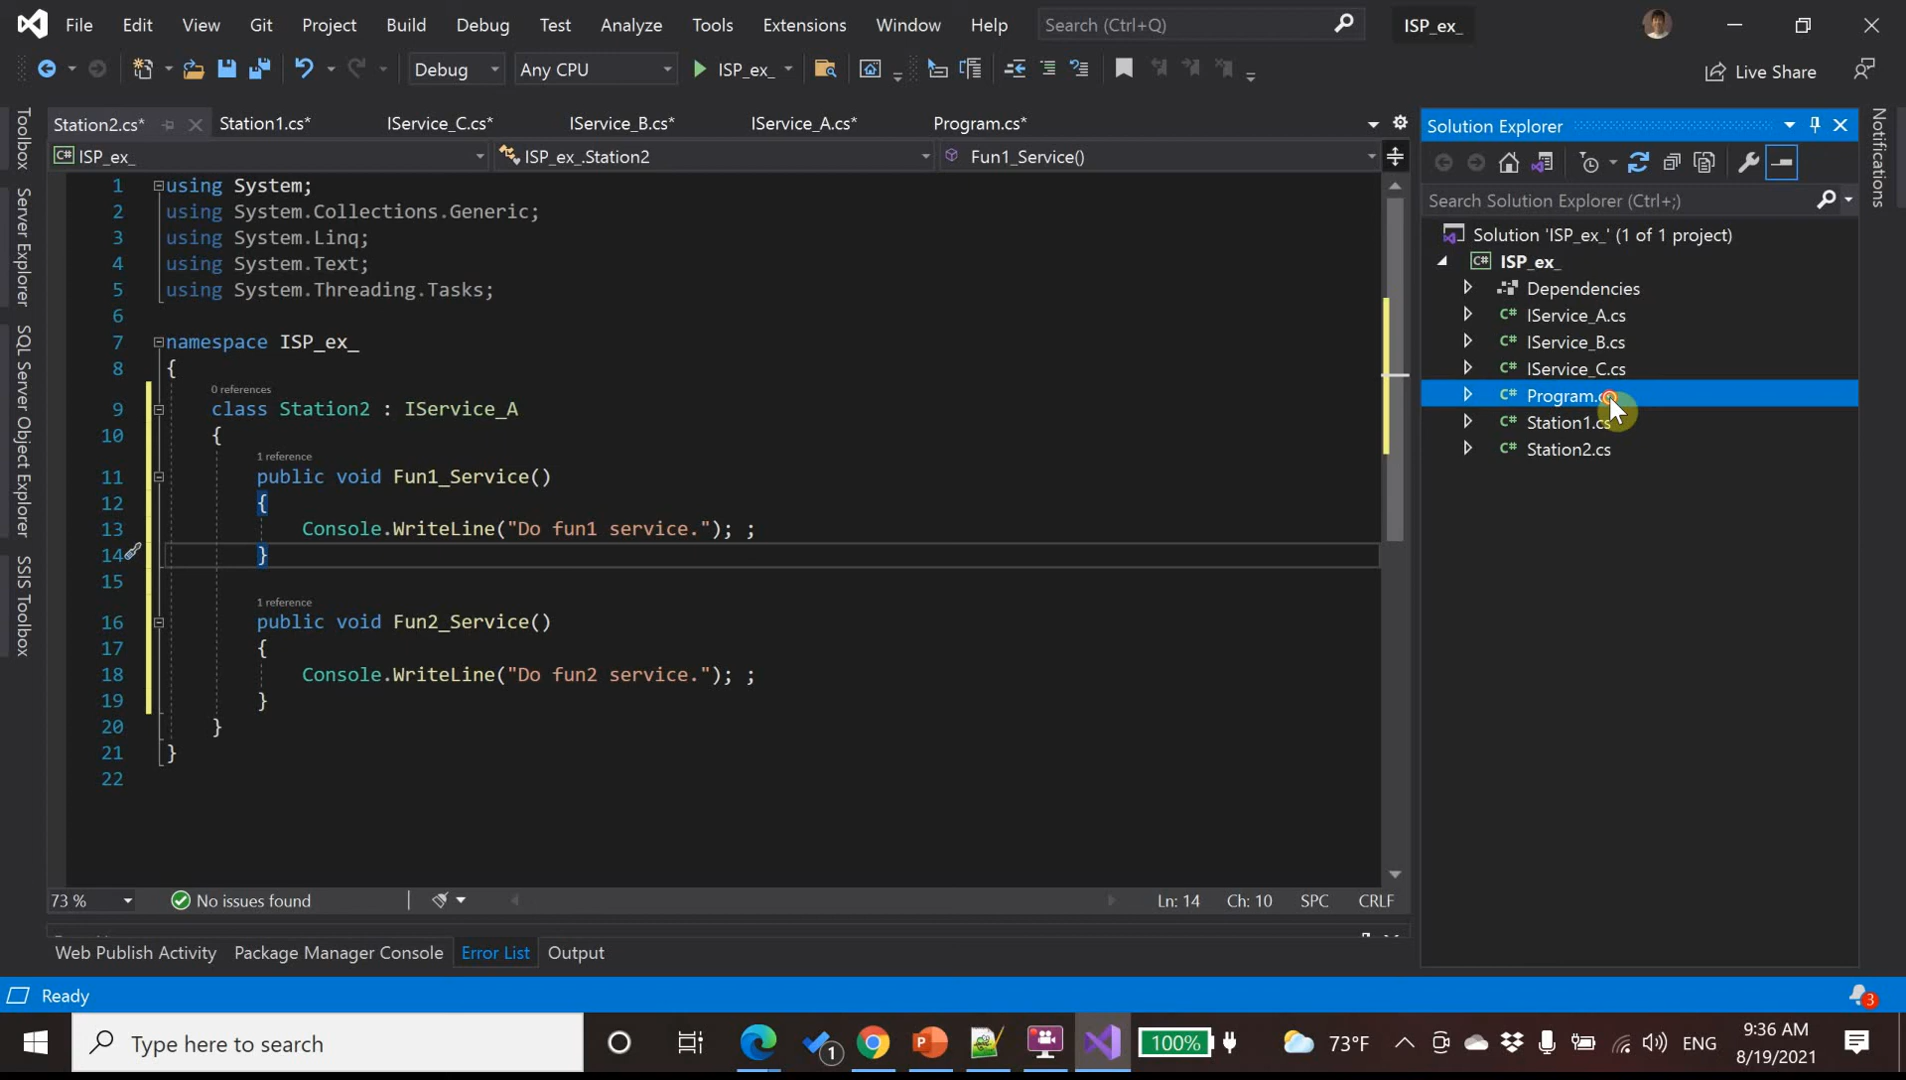 File Edit View Git Project Build Debug Test Tools Analyze Extensions Window Help Search (Ctrl+Q) ISP_ex_
Debug Any CPU ISP_ex_ Live Share
Toolbox
Server Explorer
SQL Server Object Explorer
SSIS Toolbox
Station2.cs* Station1.cs* IService_C.cs* IService_B.cs* IService_A.cs* Program.cs*
C# ISP_ex_ ISP_ex_.Station2 Fun1_Service()
1 using System;
2 using System.Collections.Generic;
3 using System.Linq;
4 using System.Text;
5 using System.Threading.Tasks;
6
7 namespace ISP_ex_
8 {
0 references
9 class Station2 : IService_A
10 {
1 reference
11 public void Fun1_Service()
12 {
13 Console.WriteLine("Do fun1 service."); ;
14 }
15
1 reference
16 public void Fun2_Service()
17 {
18 Console.WriteLine("Do fun2 service."); ;
19 }
20 }
21 }
22
73 % No issues found Ln: 14 Ch: 10 SPC CRLF
Web Publish Activity Package Manager Console Error List Output
Solution Explorer
Search Solution Explorer (Ctrl+;)
Solution 'ISP_ex_' (1 of 1 project)
C# ISP_ex_
Dependencies
C# IService_A.cs
C# IService_B.cs
C# IService_C.cs
C# Program.
C# Station1.cs
C# Station2.cs
Notifications
Ready 3
Type here to search 1 P 100% 73°F ENG 9:36 AM
8/19/2021